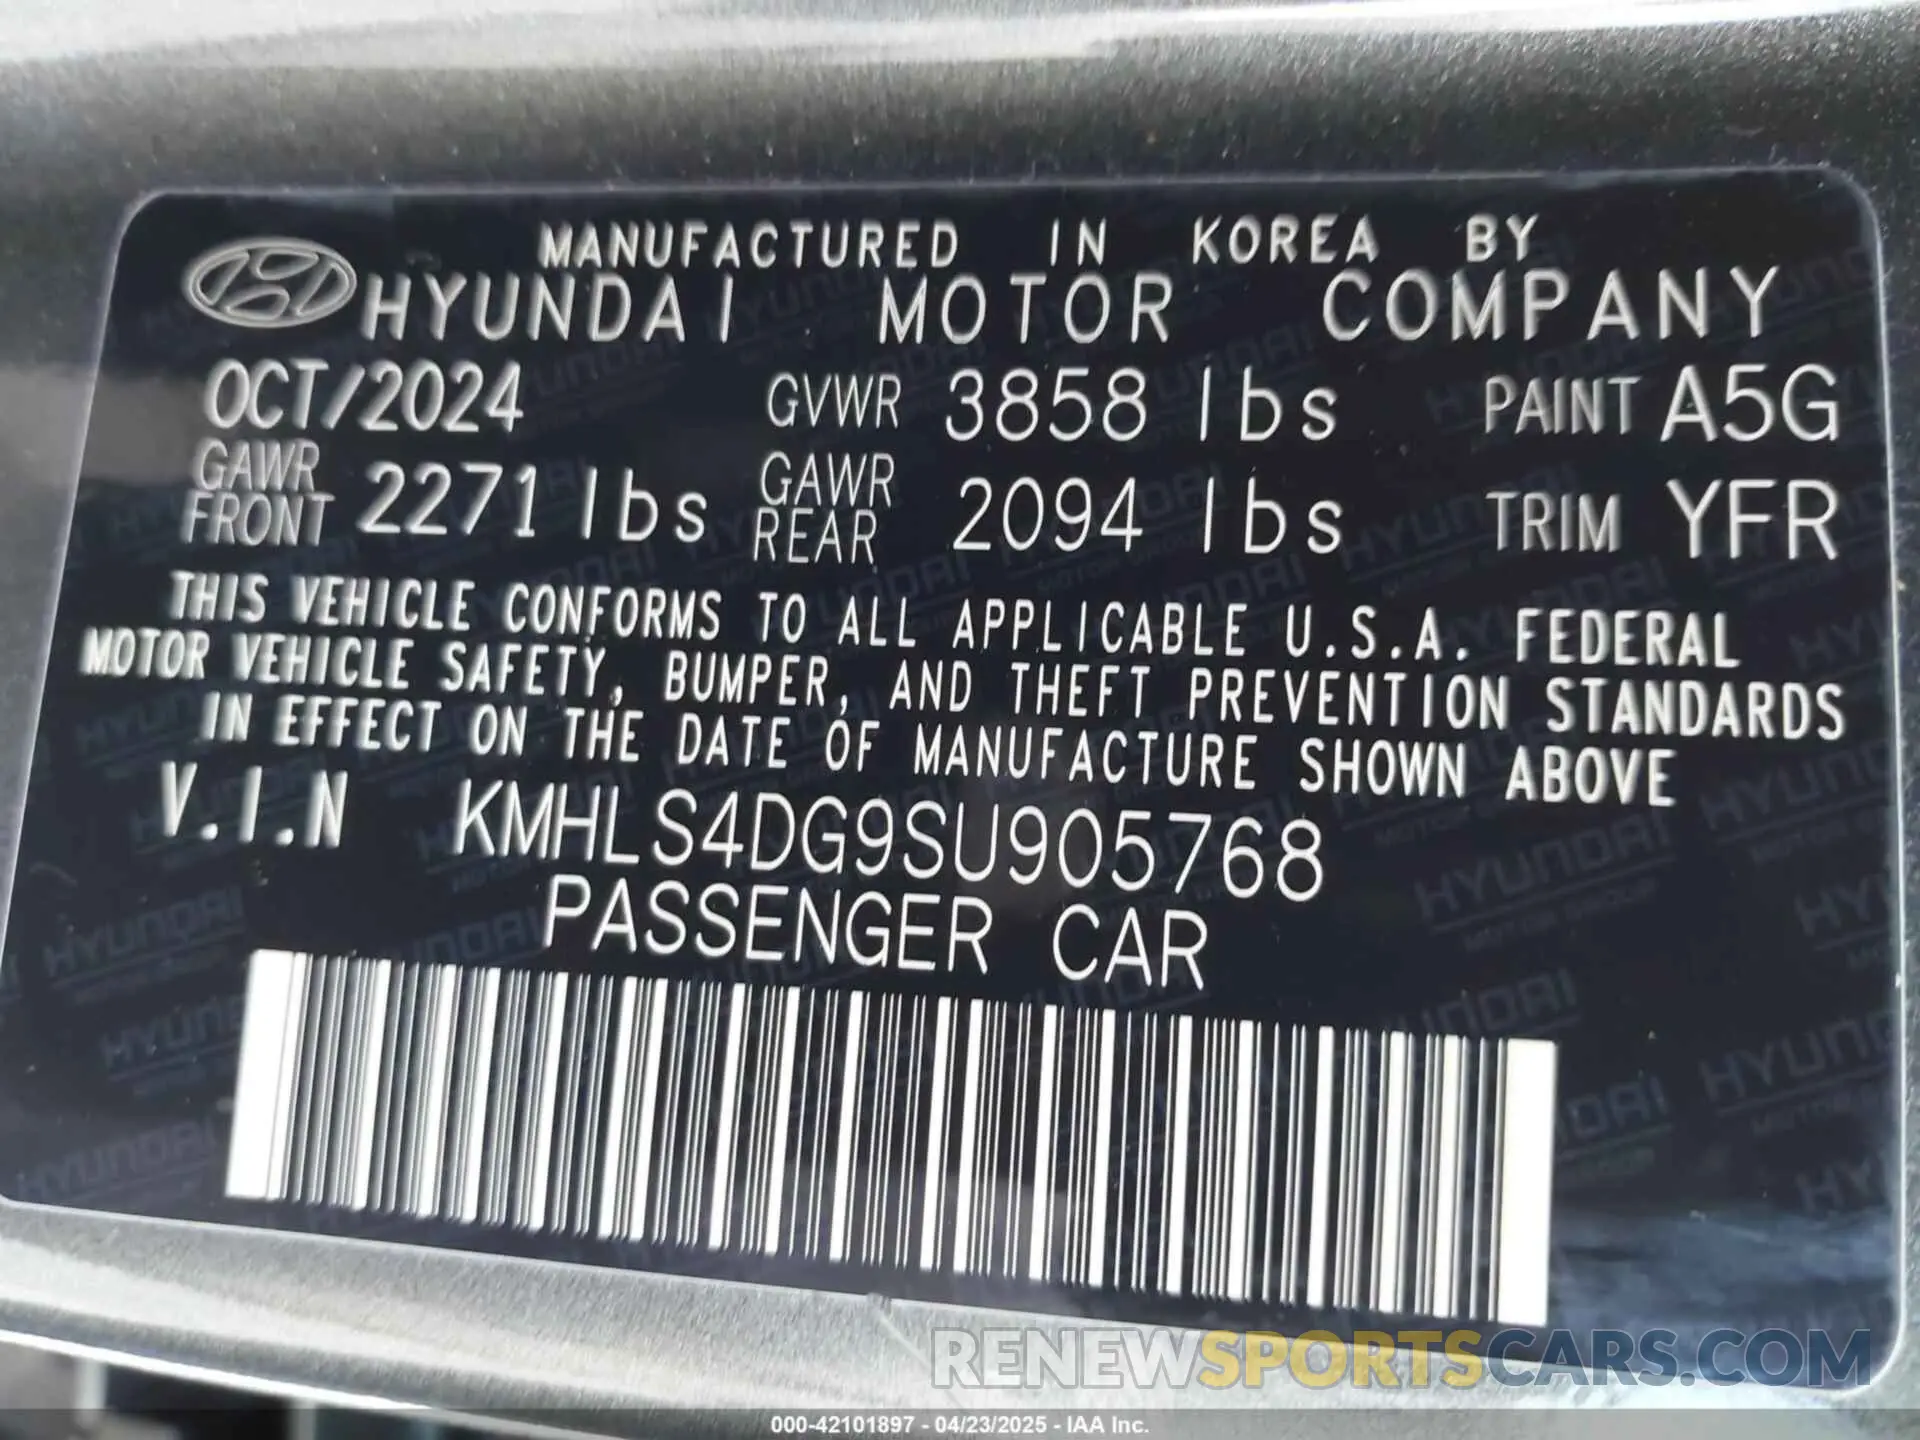 MANUFACTURED IN KOREA BY
HYUNDAI MOTOR COMPANY
OCT/2024 GVWR 3858 lbs PAINT A5G
GAWR FRONT 2271 lbs GAWR REAR 2094 lbs TRIM YFR
THIS VEHICLE CONFORMS TO ALL APPLICABLE U.S.A. FEDERAL
MOTOR VEHICLE SAFETY, BUMPER, AND THEFT PREVENTION STANDARDS
IN EFFECT ON THE DATE OF MANUFACTURE SHOWN ABOVE
V.I.N KMHLS4DG9SU905768
PASSENGER CAR
RENEWSPORTSCARS.COM
000-42101897 - 04/23/2025 - IAA Inc.